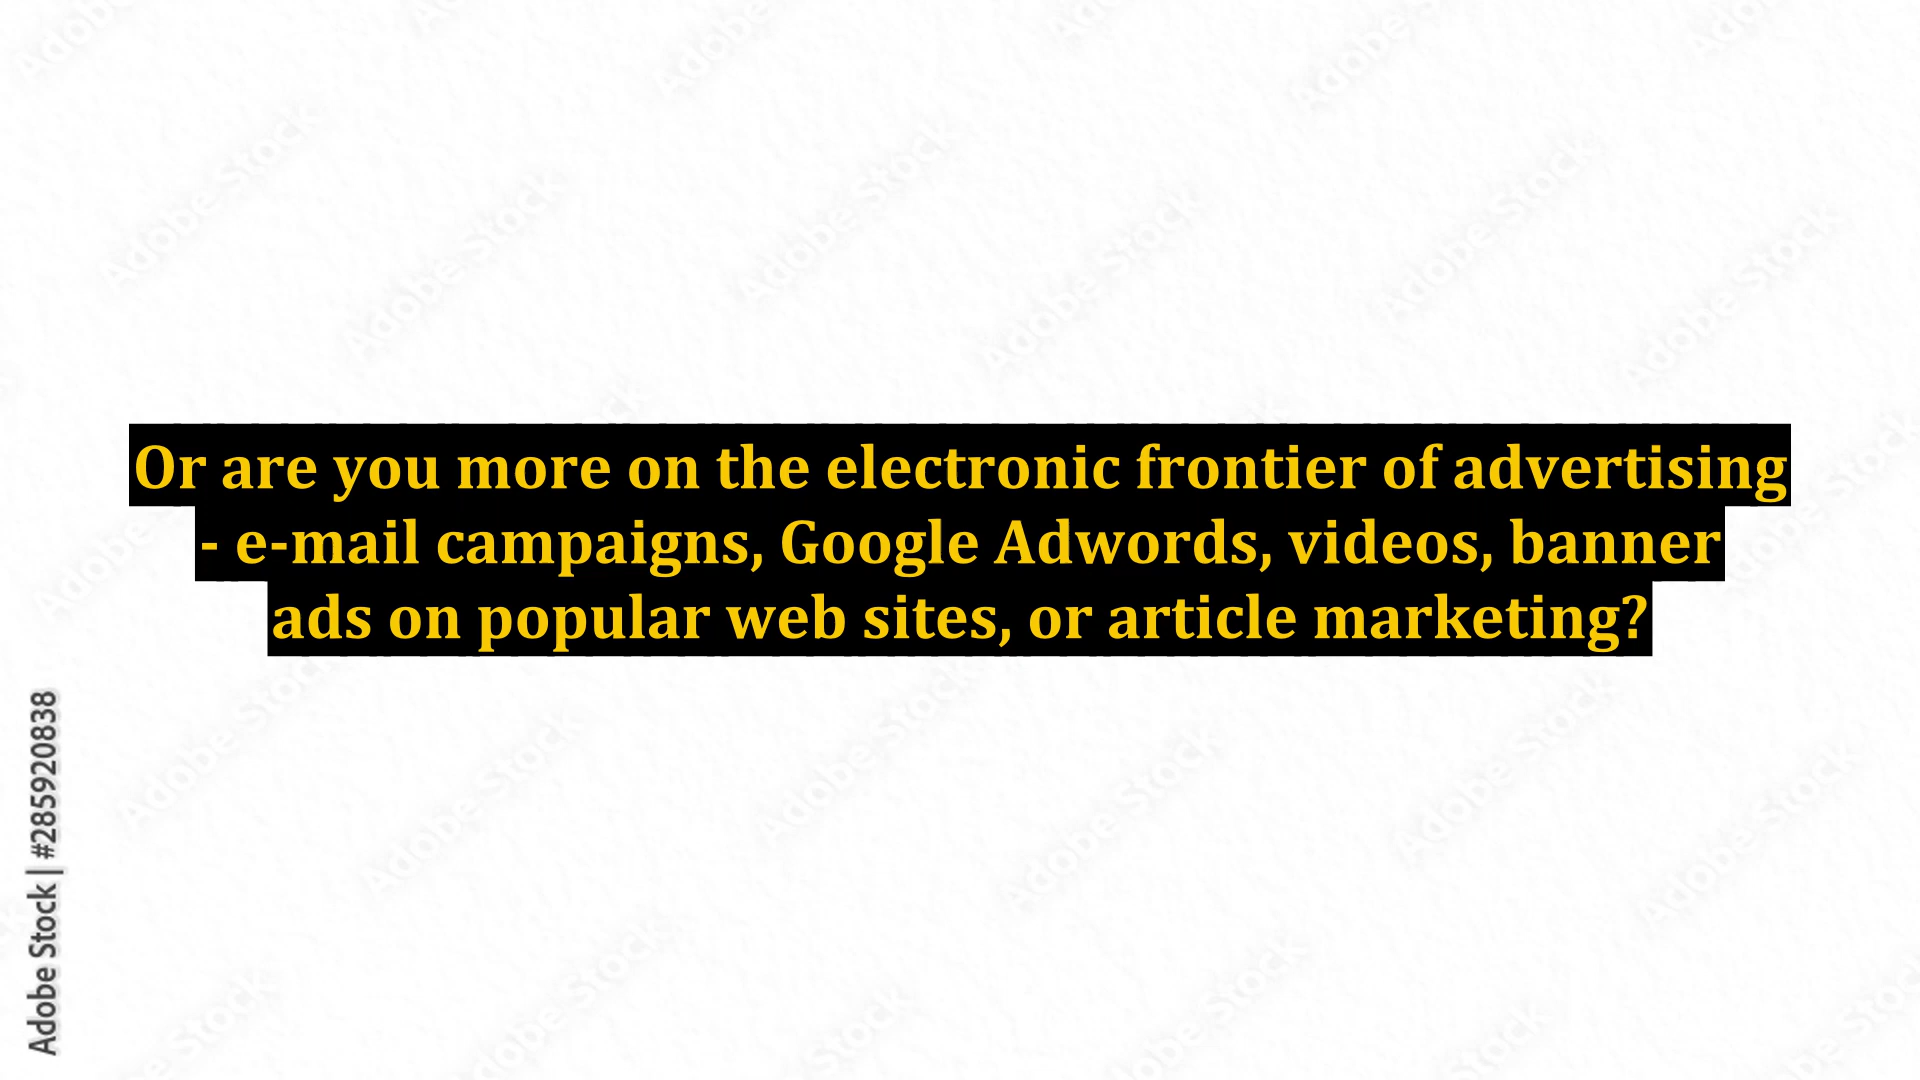 Or are you more on the electronic frontier of advertising
- e-mail campaigns, Google Adwords, videos, banner
ads on popular web sites, or article marketing?
Adobe Stock | #285920838